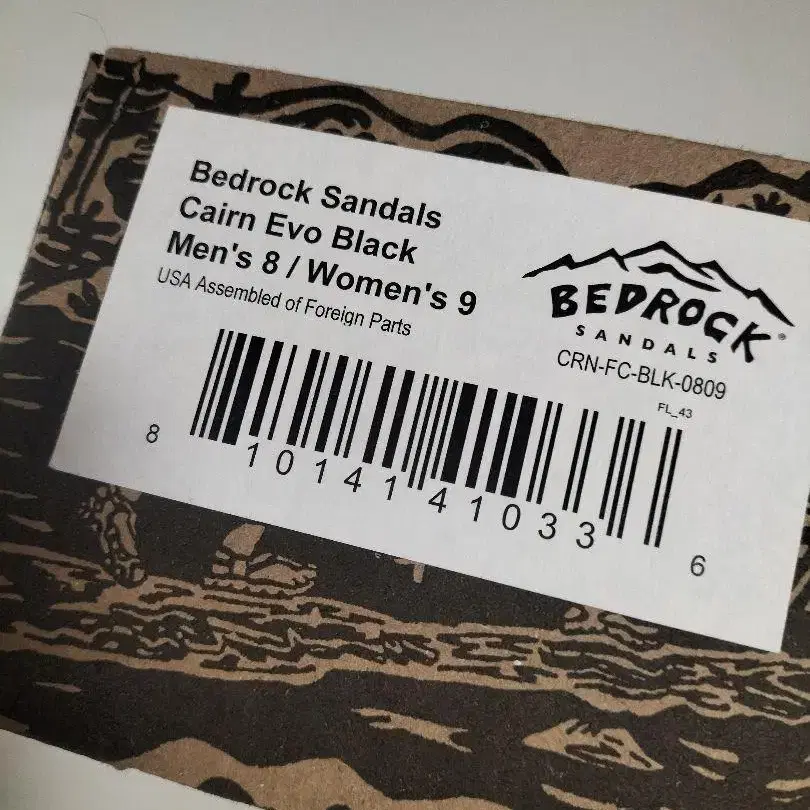 Bedrock Sandals
Cairn Evo Black
Men's 8 / Women's 9
USA Assembled of Foreign Parts
BEDROCK®
SANDALS
CRN-FC-BLK-0809
FL_43
8 10141 41033 6